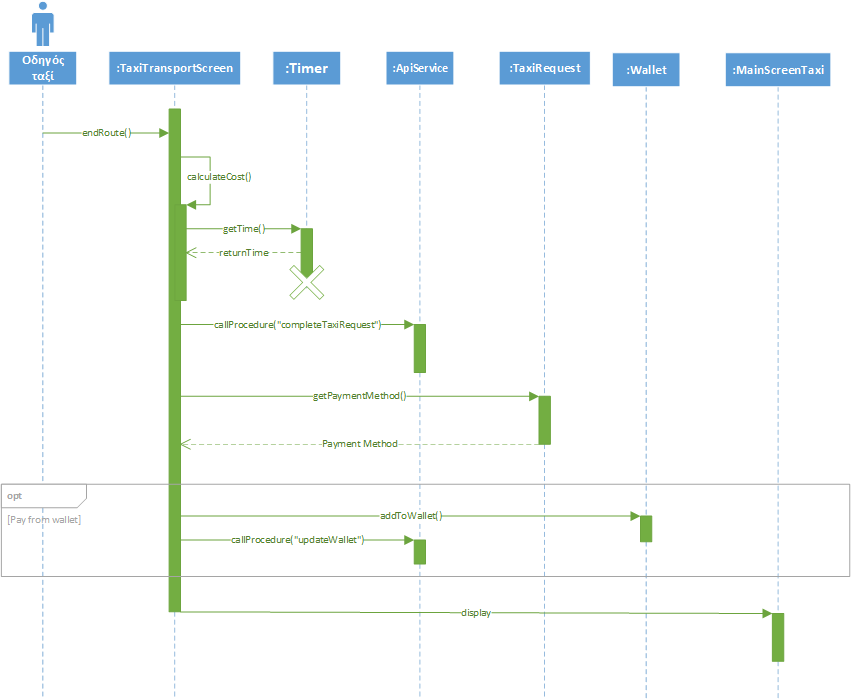 Οδηγός
ταξί
:TaxiTransportScreen
:Timer
:ApiService
:TaxiRequest
:Wallet
:MainScreenTaxi
endRoute()
calculateCost()
getTime()
returnTime
callProcedure("completeTaxiRequest")
getPaymentMethod()
Payment Method
opt
[Pay from wallet]
addToWallet()
callProcedure("updateWallet")
display